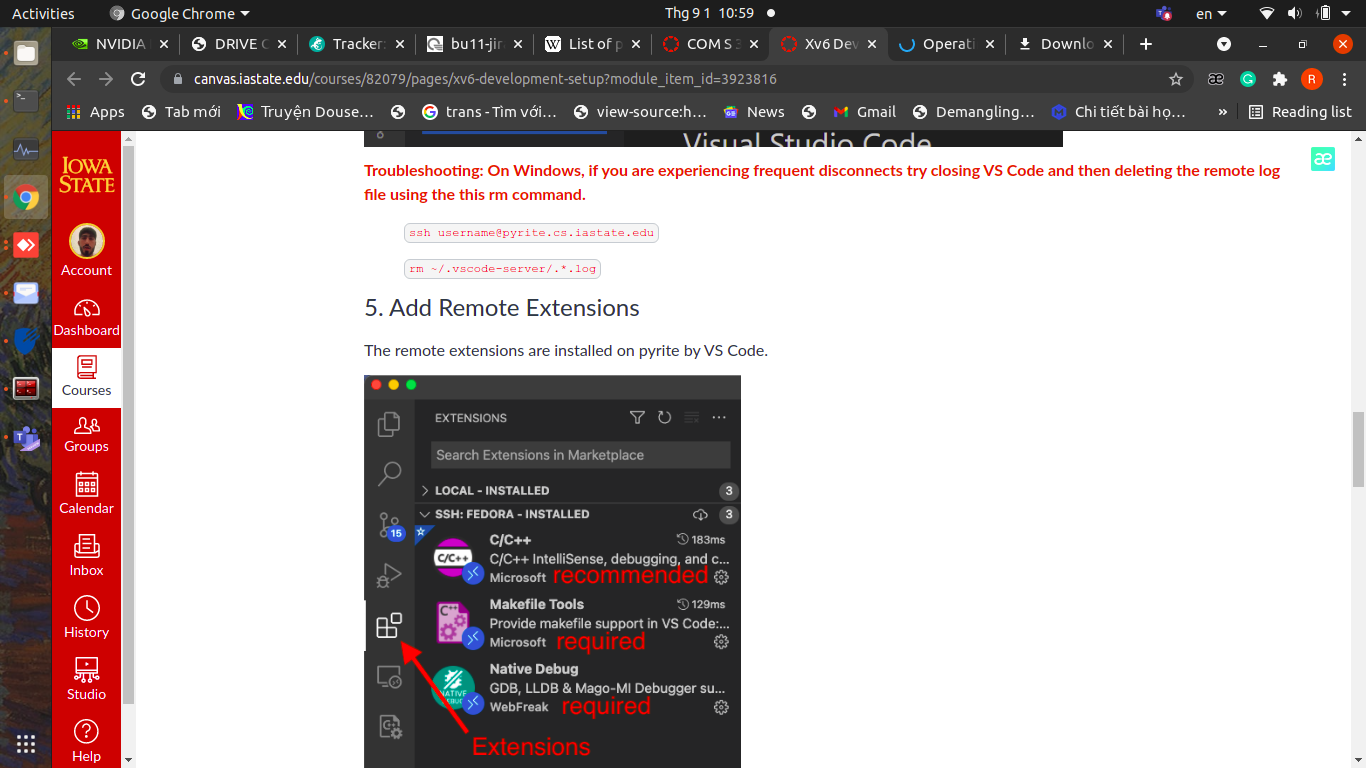 Activities
Google Chrome
Thg 9 1 10:59
en
NVIDIA
DRIVE C
Tracker:
bu11-jir
List of p
COM S 3
Xv6 Dev
Operati
Downlo
canvas.iastate.edu/courses/82079/pages/xv6-development-setup?module_item_id=3923816
R
Apps
Tab mới
Truyện Douse...
trans - Tìm với...
view-source:h...
News
Gmail
Demangling...
Chi tiết bài họ...
»
Reading list
IOWA
STATE
Account
Dashboard
Courses
Groups
Calendar
Inbox
History
Studio
Help
Visual Studio Code
æ
Troubleshooting: On Windows, if you are experiencing frequent disconnects try closing VS Code and then deleting the remote log
file using the this rm command.
ssh username@pyrite.cs.iastate.edu
rm ~/.vscode-server/.*.log
5. Add Remote Extensions
The remote extensions are installed on pyrite by VS Code.
EXTENSIONS
Search Extensions in Marketplace
LOCAL - INSTALLED 3
SSH: FEDORA - INSTALLED 3
15
C/C++ 183ms
C/C++ IntelliSense, debugging, and c...
Microsoft recommended
Makefile Tools 129ms
Provide makefile support in VS Code:...
Microsoft required
Native Debug
GDB, LLDB & Mago-MI Debugger su...
WebFreak required
Extensions